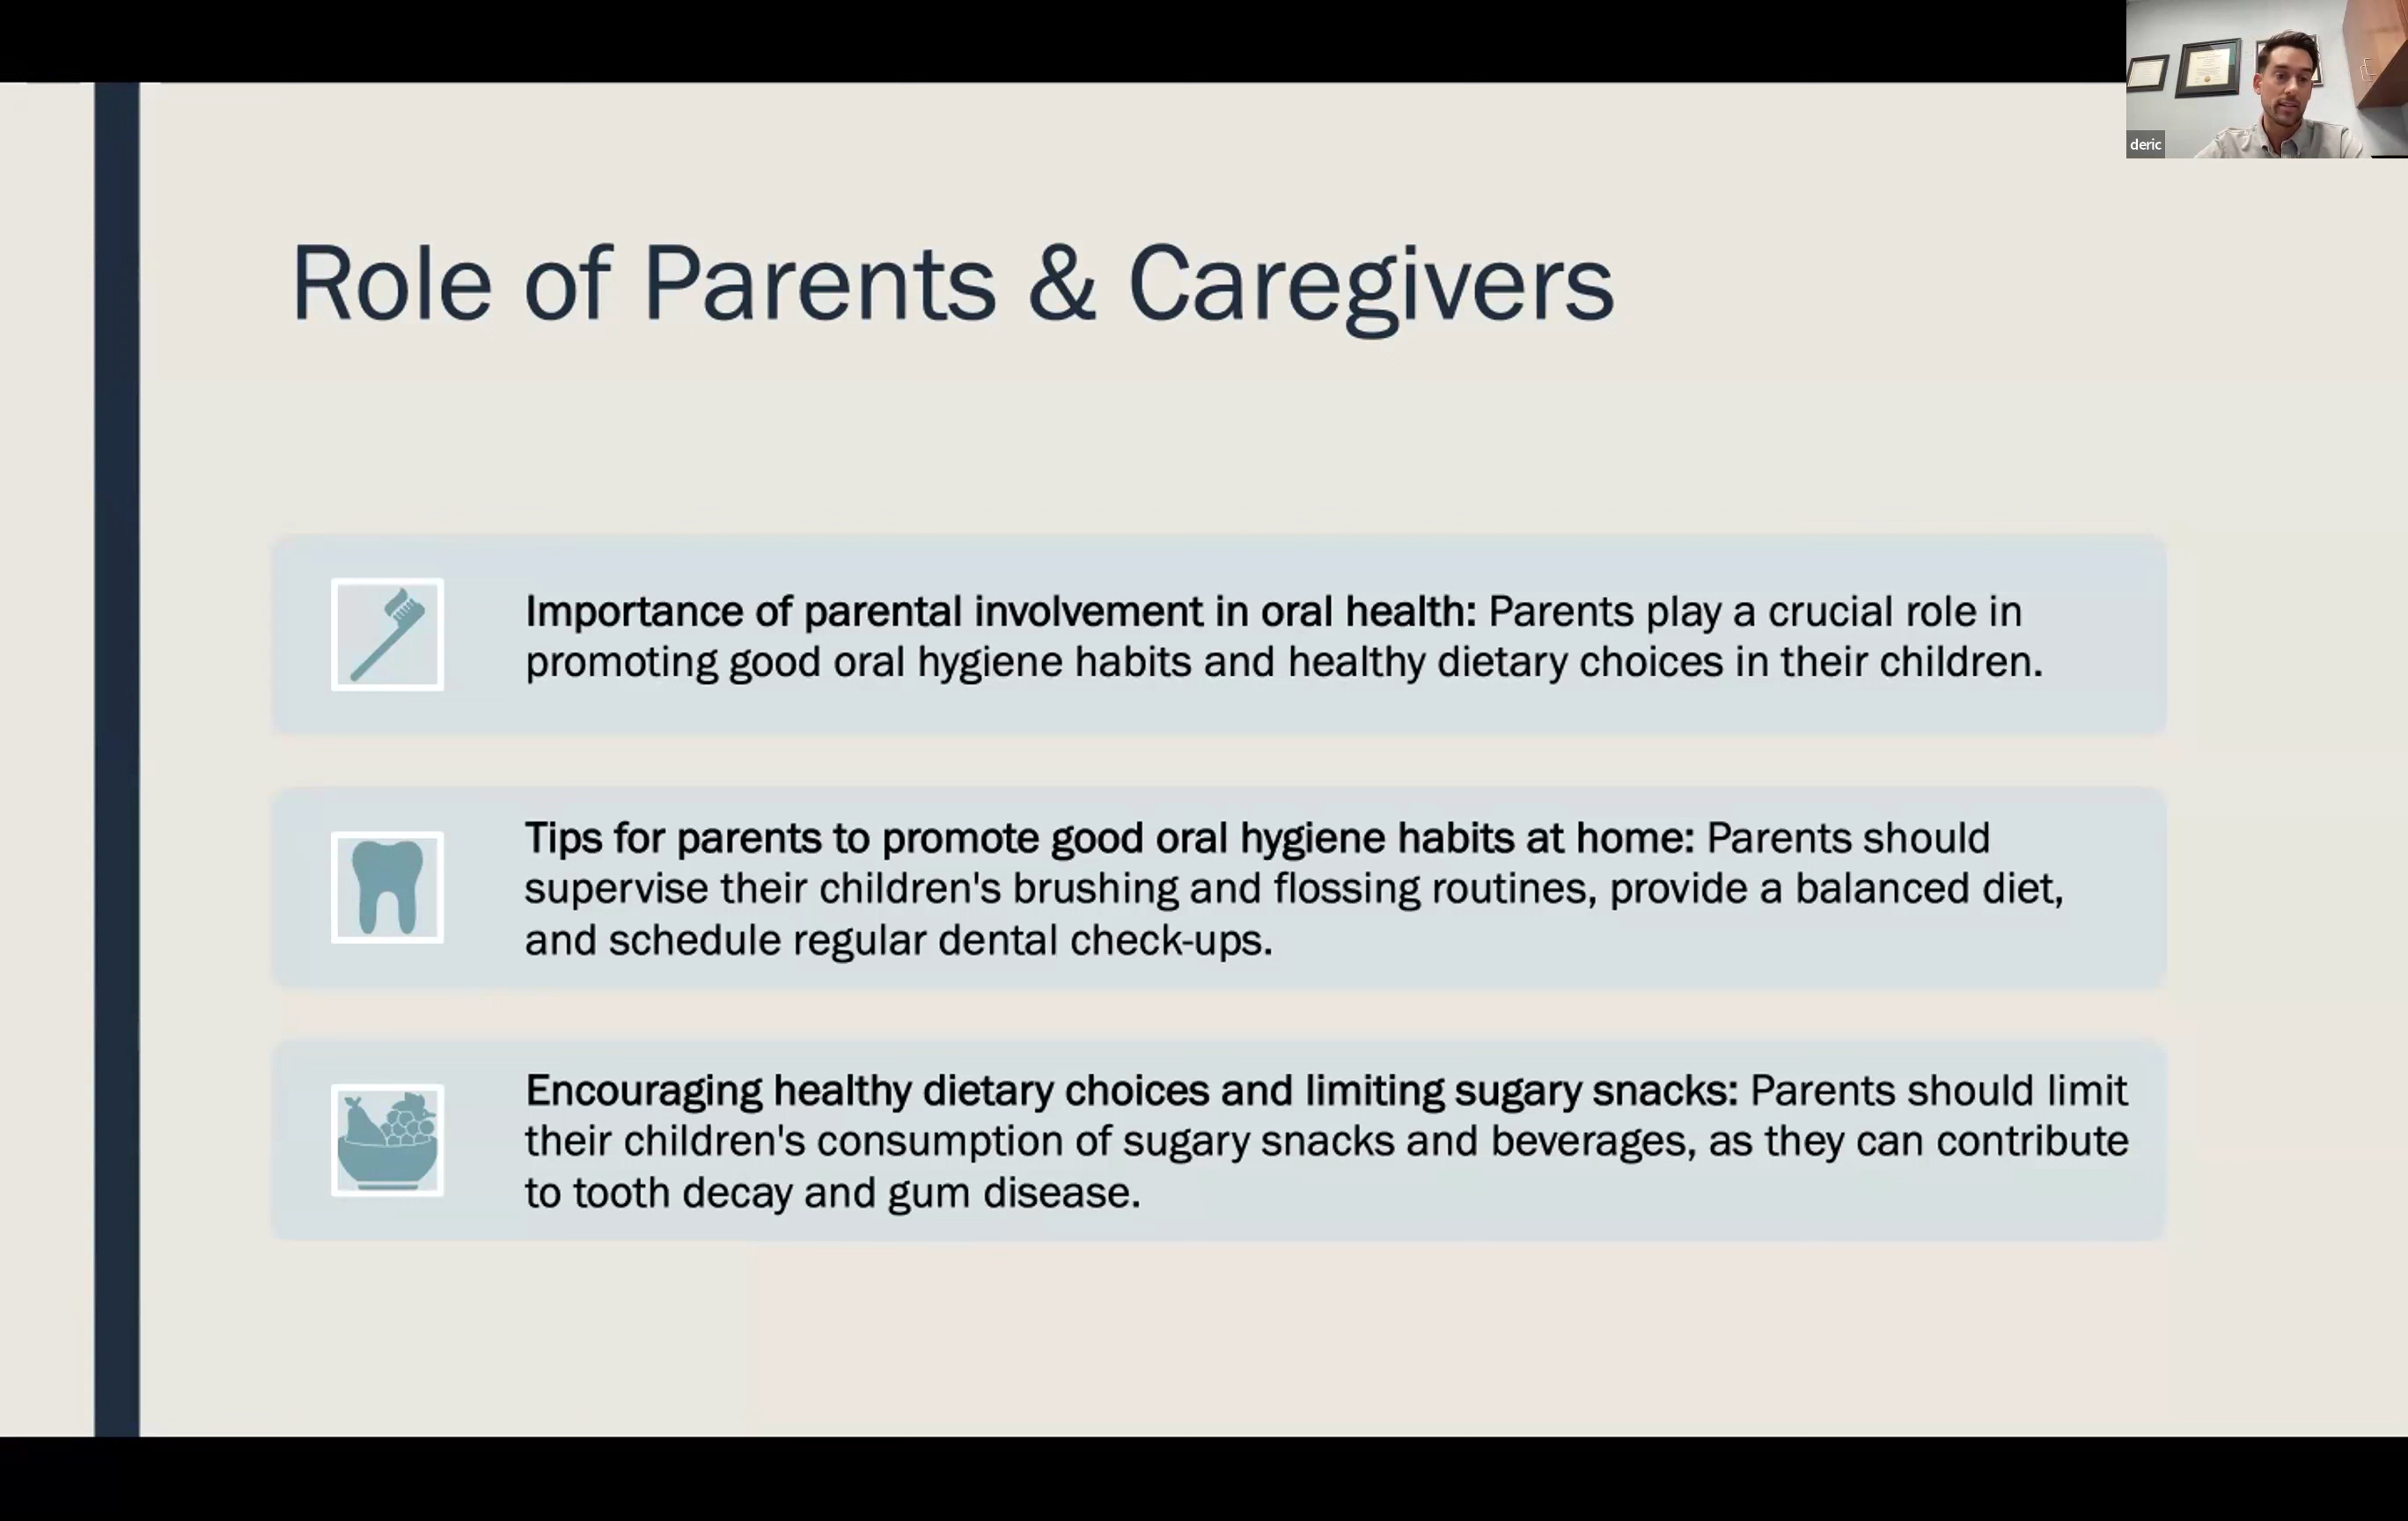 deric
Role of Parents & Caregivers
Importance of parental involvement in oral health: Parents play a crucial role in
promoting good oral hygiene habits and healthy dietary choices in their children.
Tips for parents to promote good oral hygiene habits at home: Parents should
supervise their children's brushing and flossing routines, provide a balanced diet,
and schedule regular dental check-ups.
Encouraging healthy dietary choices and limiting sugary snacks: Parents should limit
their children's consumption of sugary snacks and beverages, as they can contribute
to tooth decay and gum disease.